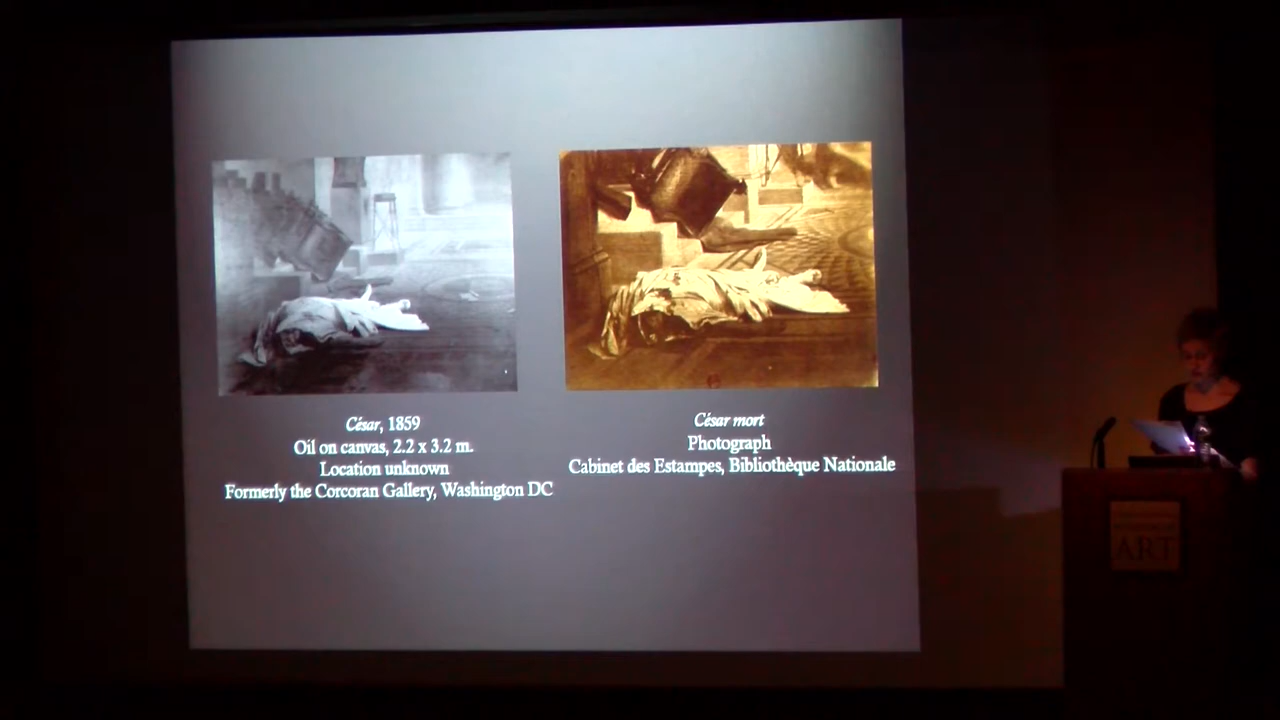 César, 1859
Oil on canvas, 2.2 x 3.2 m.
Location unknown
Formerly the Corcoran Gallery, Washington DC
César mort
Photograph
Cabinet des Estampes, Bibliothèque Nationale
ART